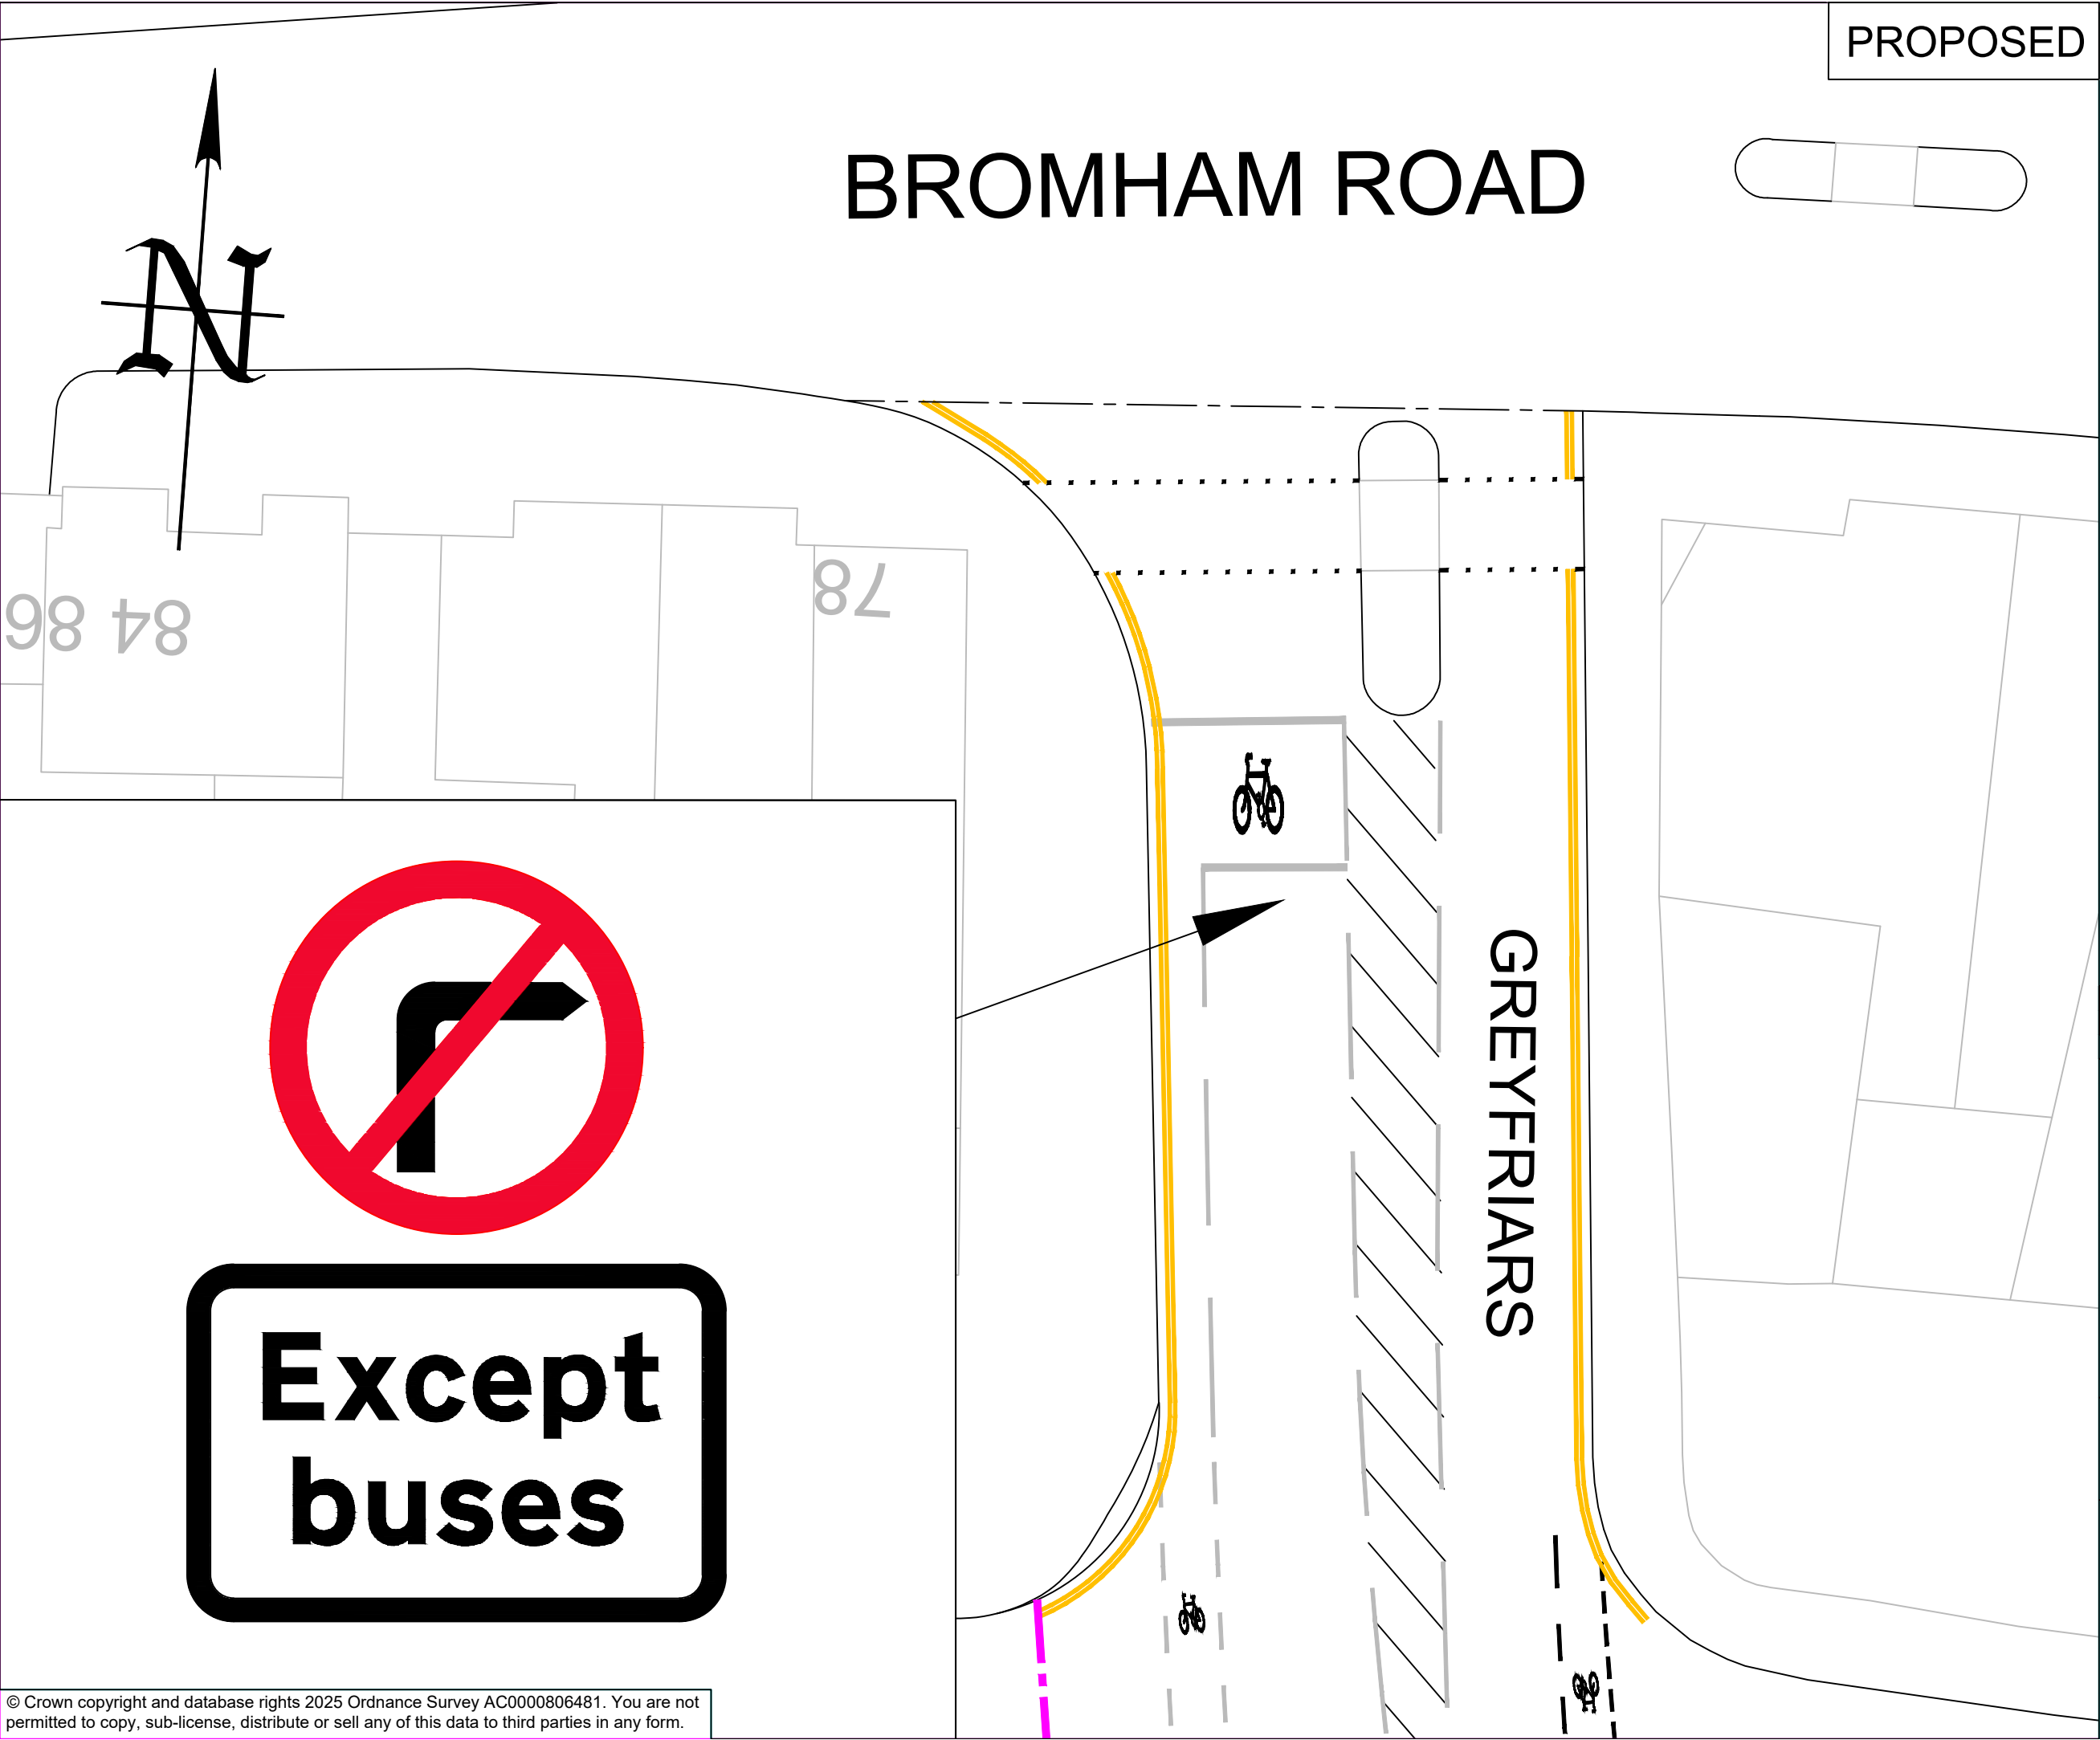 PROPOSED
BROMHAM ROAD
N
86
84
78
GREYFRIARS
Except
buses
© Crown copyright and database rights 2025 Ordnance Survey AC0000806481. You are not
permitted to copy, sub-license, distribute or sell any of this data to third parties in any form.